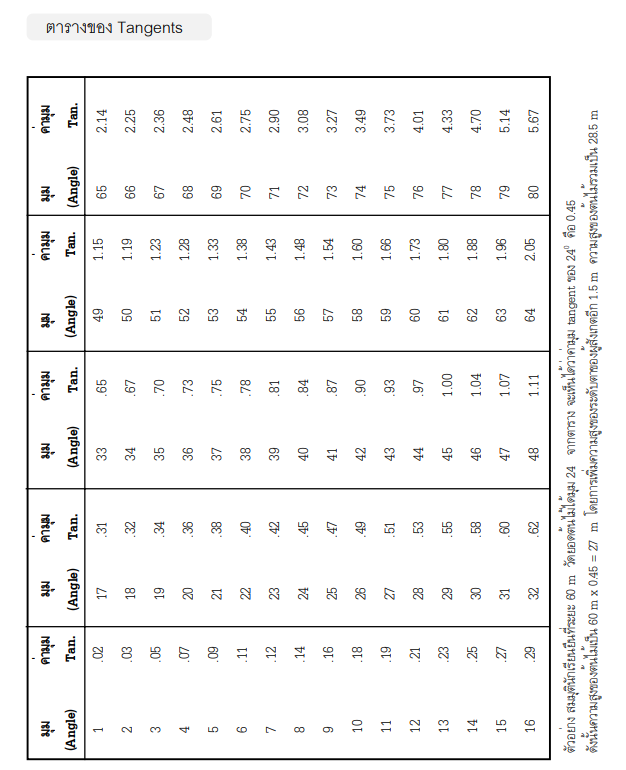 ตารางของ Tangents
มุม ค่ามุม มุม ค่ามุม มุม ค่ามุม มุม ค่ามุม มุม ค่ามุม
(Angle) Tan. (Angle) Tan. (Angle) Tan. (Angle) Tan. (Angle) Tan.
1 .02 17 .31 33 .65 49 1.15 65 2.14
2 .03 18 .32 34 .67 50 1.19 66 2.25
3 .05 19 .34 35 .70 51 1.23 67 2.36
4 .07 20 .36 36 .73 52 1.28 68 2.48
5 .09 21 .38 37 .75 53 1.33 69 2.61
6 .11 22 .40 38 .78 54 1.38 70 2.75
7 .12 23 .42 39 .81 55 1.43 71 2.90
8 .14 24 .45 40 .84 56 1.48 72 3.08
9 .16 25 .47 41 .87 57 1.54 73 3.27
10 .18 26 .49 42 .90 58 1.60 74 3.49
11 .19 27 .51 43 .93 59 1.66 75 3.73
12 .21 28 .53 44 .97 60 1.73 76 4.01
13 .23 29 .55 45 1.00 61 1.80 77 4.33
14 .25 30 .58 46 1.04 62 1.88 78 4.70
15 .27 31 .60 47 1.07 63 1.96 79 5.14
16 .29 32 .62 48 1.11 64 2.05 80 5.67
ตัวอย่าง สมมุตินักเรียนยืนที่ระยะ 60 m วัดยอดต้นไม้ได้มุม 24 จากตาราง จะเห็นได้ว่าค่ามุม tangent ของ 24⁰ คือ 0.45
ดังนั้นความสูงของต้นไม้เป็น 60 m x 0.45 = 27 m โดยการเพิ่มความสูงของระดับตาของผู้สังเกตอีก 1.5 m ความสูงของต้นไม้รวมเป็น 28.5 m